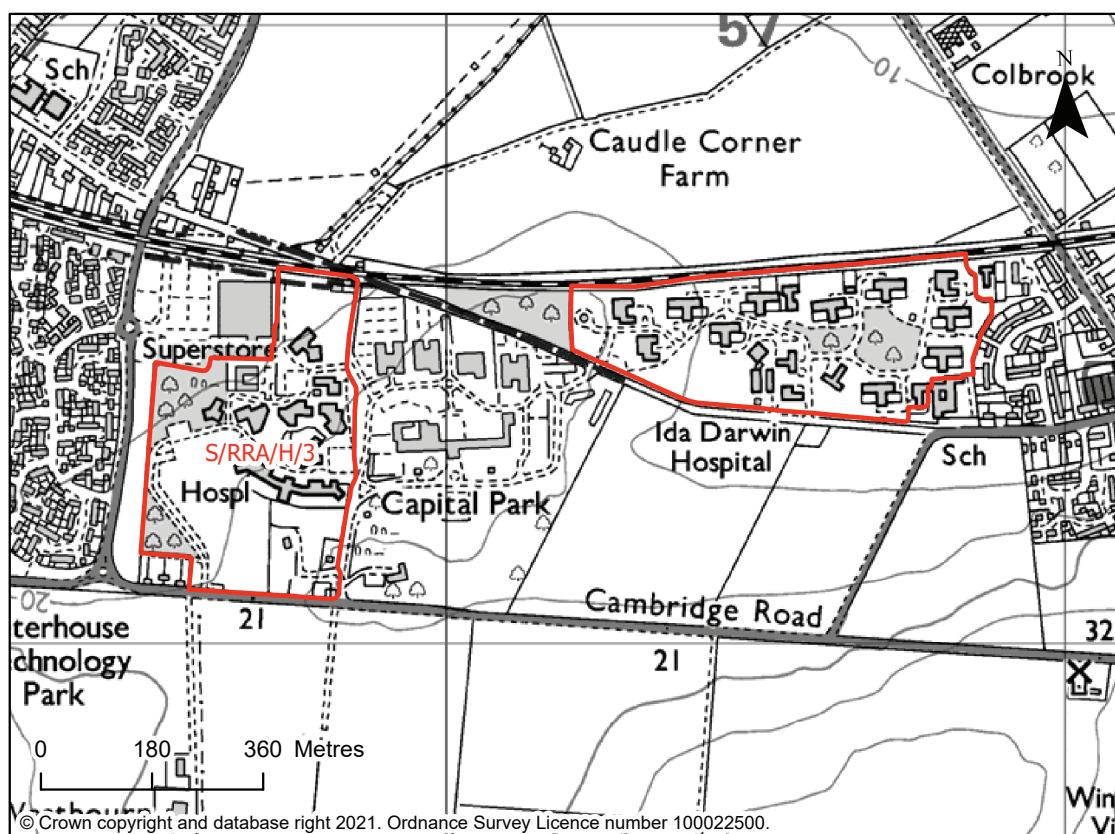 57
Sch
10
Colbrook
N
Caudle Corner
Farm
Superstore
S/RRA/H/3
Hospl
Capital Park
Ida Darwin
Hospital
Sch
20
21
Cambridge Road
32
terhouse
chnology
Park
21
0 180 360 Metres
Win
Vi
© Crown copyright and database right 2021. Ordnance Survey Licence number 100022500.